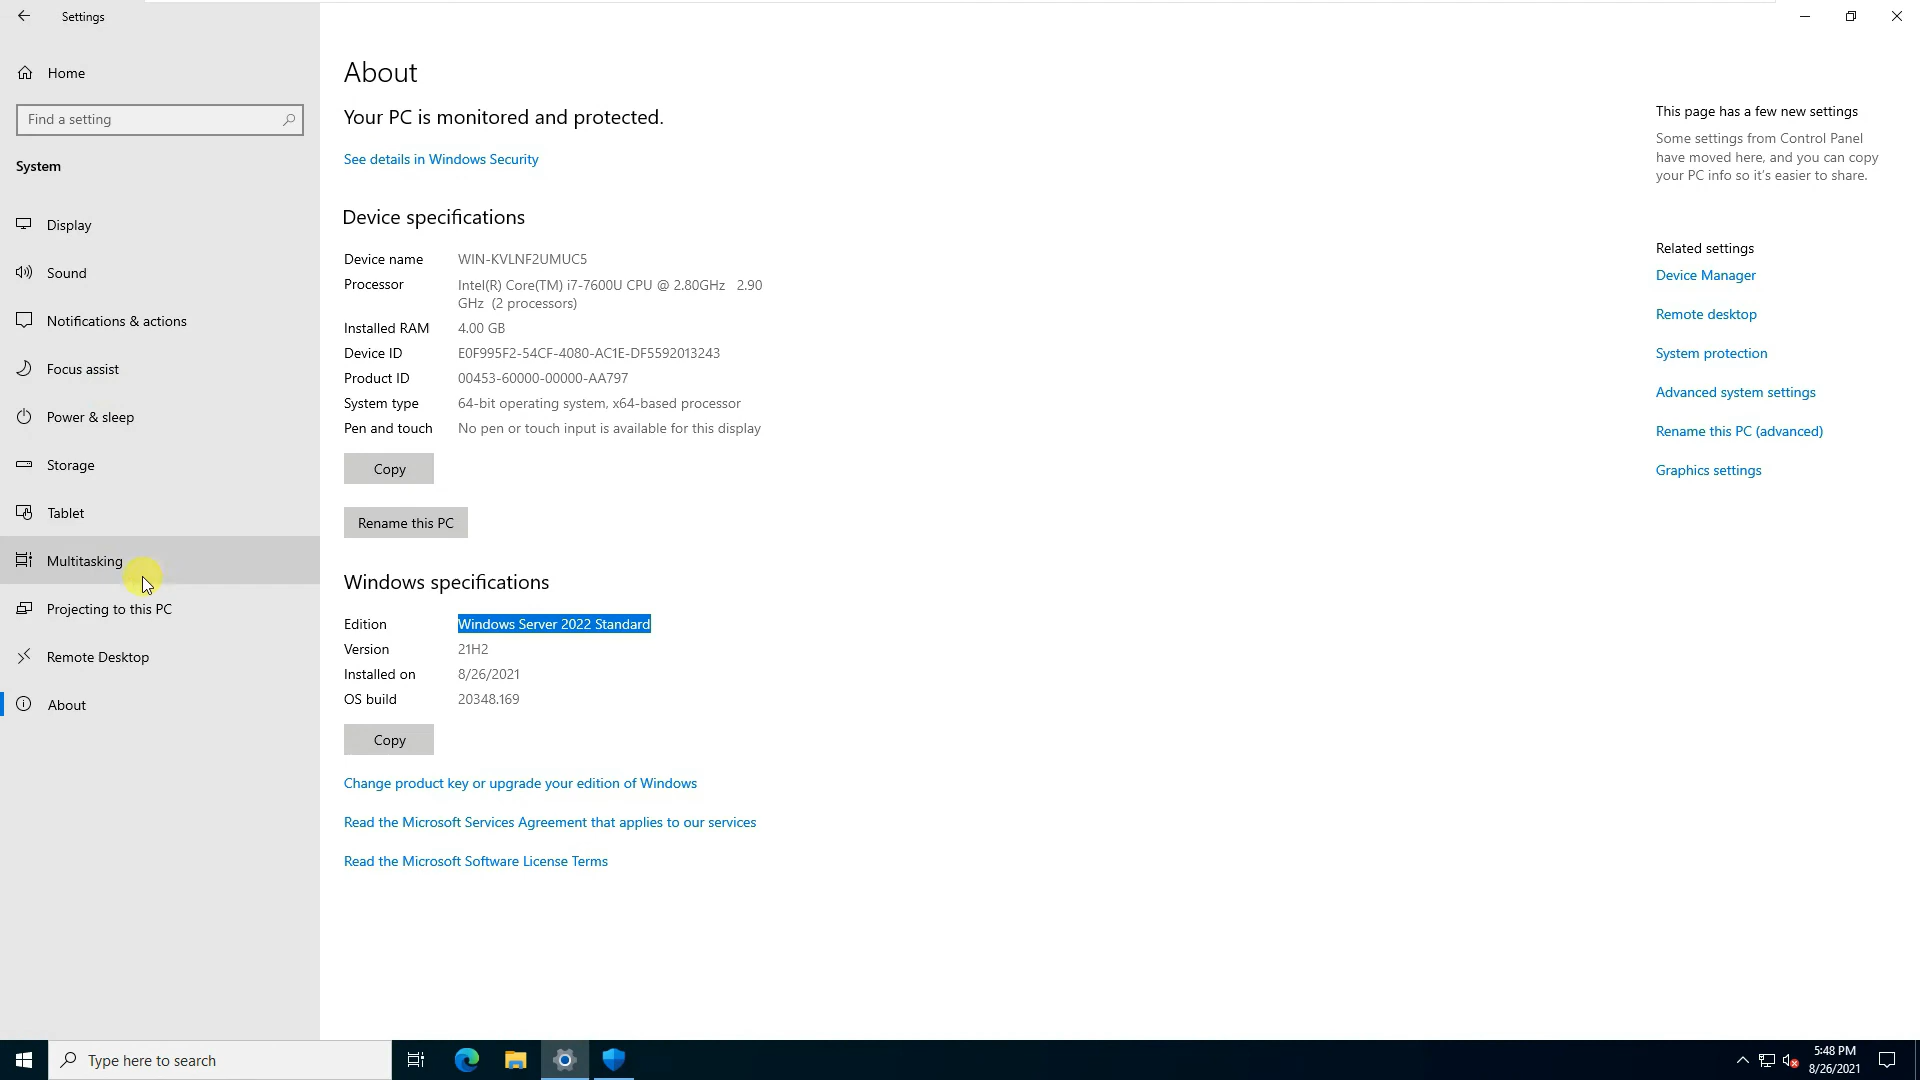 Settings
Home
Find a setting
System
Display
Sound
Notifications & actions
Focus assist
Power & sleep
Storage
Tablet
Multitasking
Projecting to this PC
Remote Desktop
About
About
Your PC is monitored and protected.
See details in Windows Security
Device specifications
Device name WIN-KVLNF2UMUC5
Processor Intel(R) Core(TM) i7-7600U CPU @ 2.80GHz 2.90
GHz (2 processors)
Installed RAM 4.00 GB
Device ID E0F995F2-54CF-4080-AC1E-DF5592013243
Product ID 00453-60000-00000-AA797
System type 64-bit operating system, x64-based processor
Pen and touch No pen or touch input is available for this display
Copy
Rename this PC
Windows specifications
Edition Windows Server 2022 Standard
Version 21H2
Installed on 8/26/2021
OS build 20348.169
Copy
Change product key or upgrade your edition of Windows
Read the Microsoft Services Agreement that applies to our services
Read the Microsoft Software License Terms
This page has a few new settings
Some settings from Control Panel
have moved here, and you can copy
your PC info so it's easier to share.
Related settings
Device Manager
Remote desktop
System protection
Advanced system settings
Rename this PC (advanced)
Graphics settings
Type here to search
5:48 PM
8/26/2021